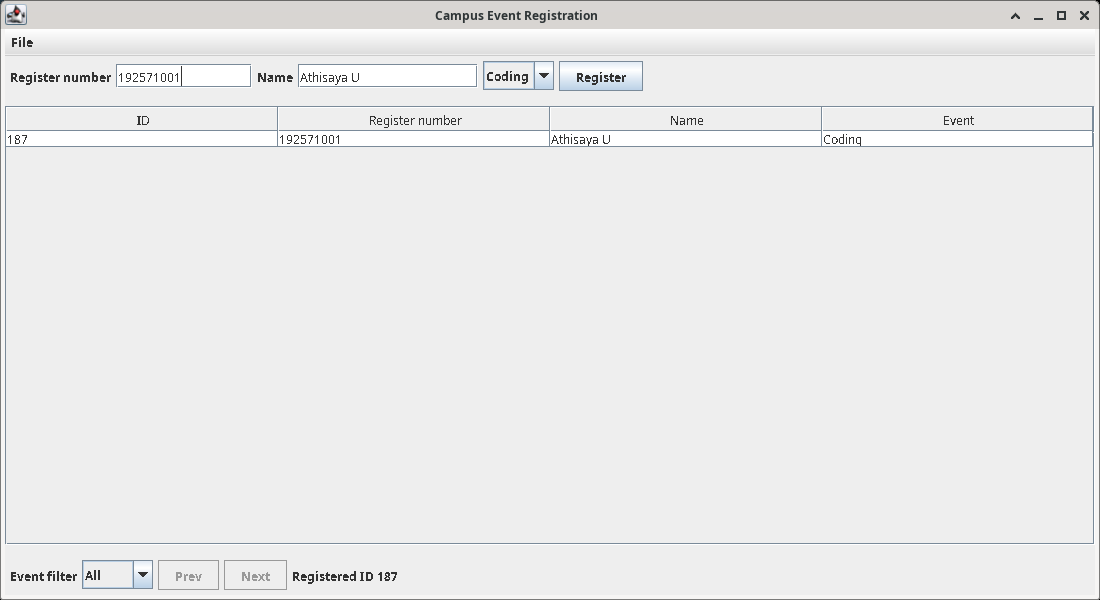 Campus Event Registration
File
Register number 192571001 Name Athisaya U Coding Register
ID Register number Name Event
187 192571001 Athisaya U Coding
Event filter All Prev Next Registered ID 187